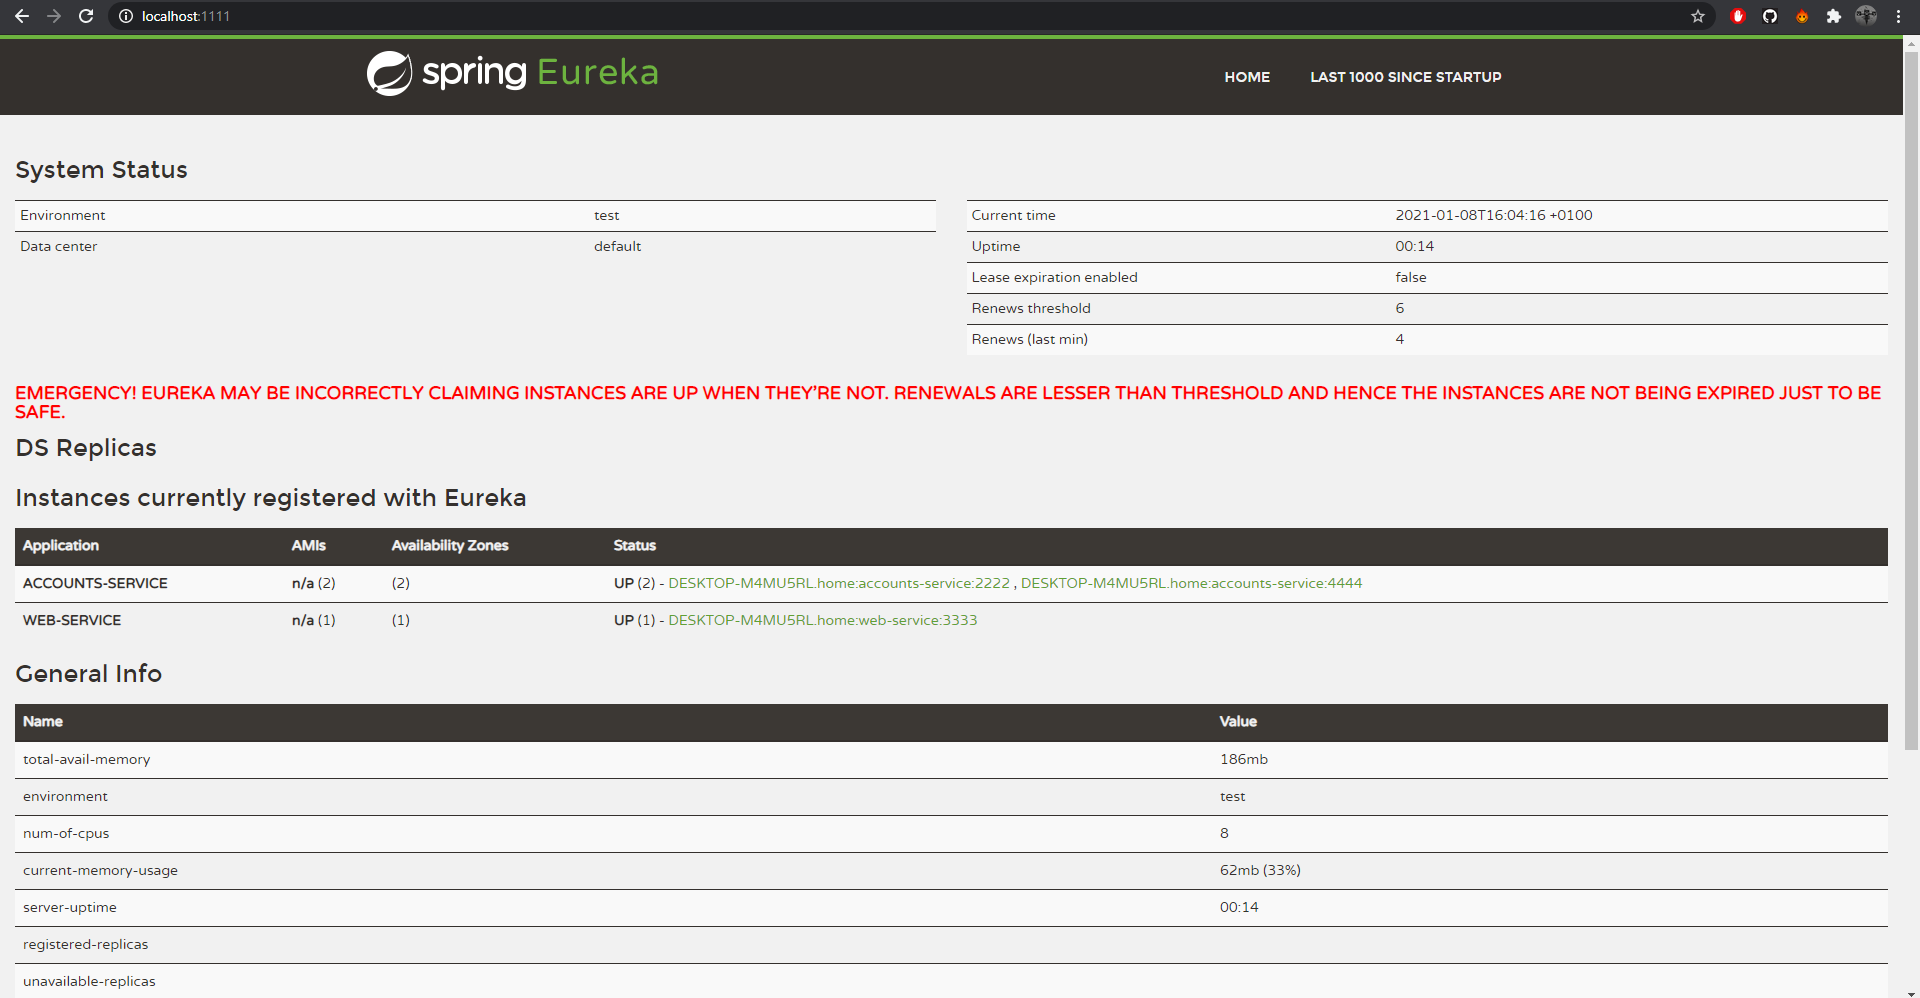 localhost:1111
spring Eureka
HOME LAST 1000 SINCE STARTUP
System Status
Environment test
Data center default
Current time 2021-01-08T16:04:16 +0100
Uptime 00:14
Lease expiration enabled false
Renews threshold 6
Renews (last min) 4
EMERGENCY! EUREKA MAY BE INCORRECTLY CLAIMING INSTANCES ARE UP WHEN THEY'RE NOT. RENEWALS ARE LESSER THAN THRESHOLD AND HENCE THE INSTANCES ARE NOT BEING EXPIRED JUST TO BE
SAFE.
DS Replicas
Instances currently registered with Eureka
Application AMIs Availability Zones Status
ACCOUNTS-SERVICE n/a (2) (2) UP (2) - DESKTOP-M4MU5RL.home:accounts-service:2222 , DESKTOP-M4MU5RL.home:accounts-service:4444
WEB-SERVICE n/a (1) (1) UP (1) - DESKTOP-M4MU5RL.home:web-service:3333
General Info
Name Value
total-avail-memory 186mb
environment test
num-of-cpus 8
current-memory-usage 62mb (33%)
server-uptime 00:14
registered-replicas
unavailable-replicas